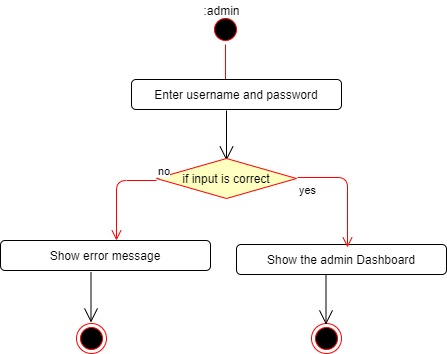 :admin
Enter username and password
if input is correct
no
yes
Show error message
Show the admin Dashboard